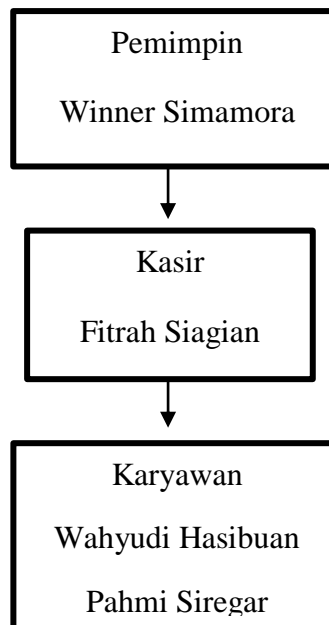 Pemimpin
Winner Simamora
Kasir
Fitrah Siagian
Karyawan
Wahyudi Hasibuan
Pahmi Siregar